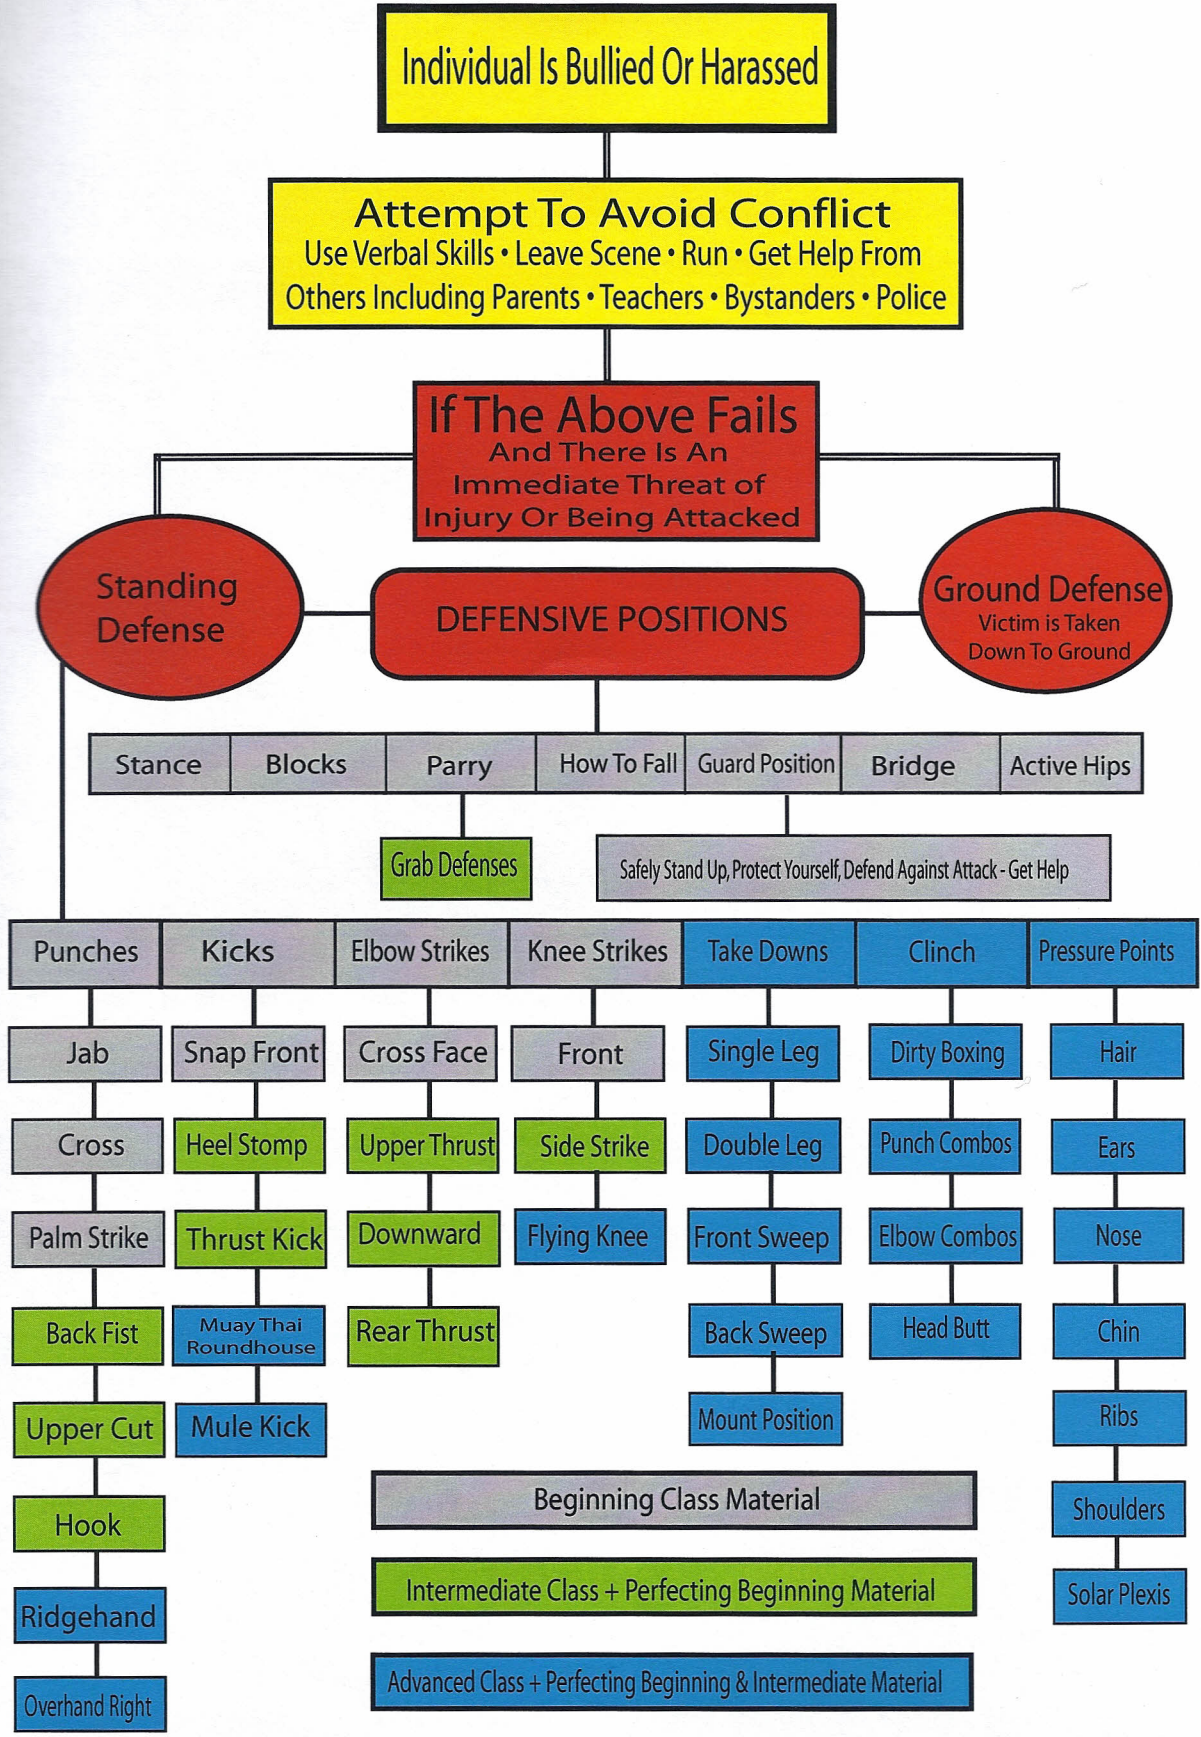 Individual Is Bullied Or Harassed
Attempt To Avoid Conflict
Use Verbal Skills • Leave Scene • Run • Get Help From
Others Including Parents • Teachers • Bystanders • Police
If The Above Fails
And There Is An
Immediate Threat of
Injury Or Being Attacked
Standing
Defense
DEFENSIVE POSITIONS
Ground Defense
Victim is Taken
Down To Ground
Stance
Blocks
Parry
How To Fall
Guard Position
Bridge
Active Hips
Grab Defenses
Safely Stand Up, Protect Yourself, Defend Against Attack - Get Help
Punches
Kicks
Elbow Strikes
Knee Strikes
Take Downs
Clinch
Pressure Points
Jab
Snap Front
Cross Face
Front
Single Leg
Dirty Boxing
Hair
Cross
Heel Stomp
Upper Thrust
Side Strike
Double Leg
Punch Combos
Ears
Palm Strike
Thrust Kick
Downward
Flying Knee
Front Sweep
Elbow Combos
Nose
Back Fist
Muay Thai
Roundhouse
Rear Thrust
Back Sweep
Head Butt
Chin
Upper Cut
Mule Kick
Mount Position
Ribs
Beginning Class Material
Shoulders
Hook
Intermediate Class + Perfecting Beginning Material
Solar Plexis
Ridgehand
Advanced Class + Perfecting Beginning & Intermediate Material
Overhand Right